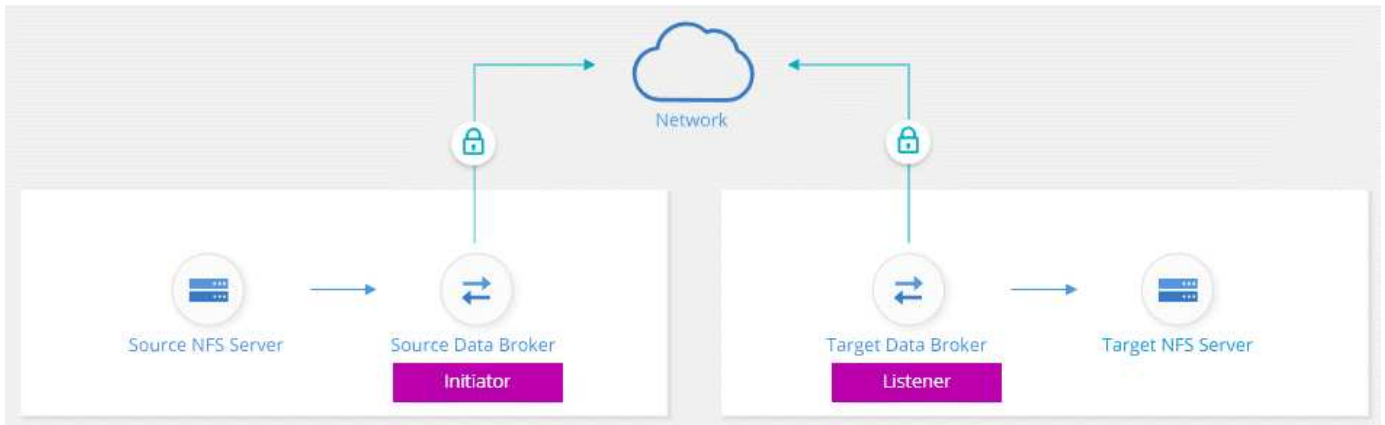 Network
Source NFS Server
Source Data Broker
Target Data Broker
Target NFS Server
Initiator
Listener